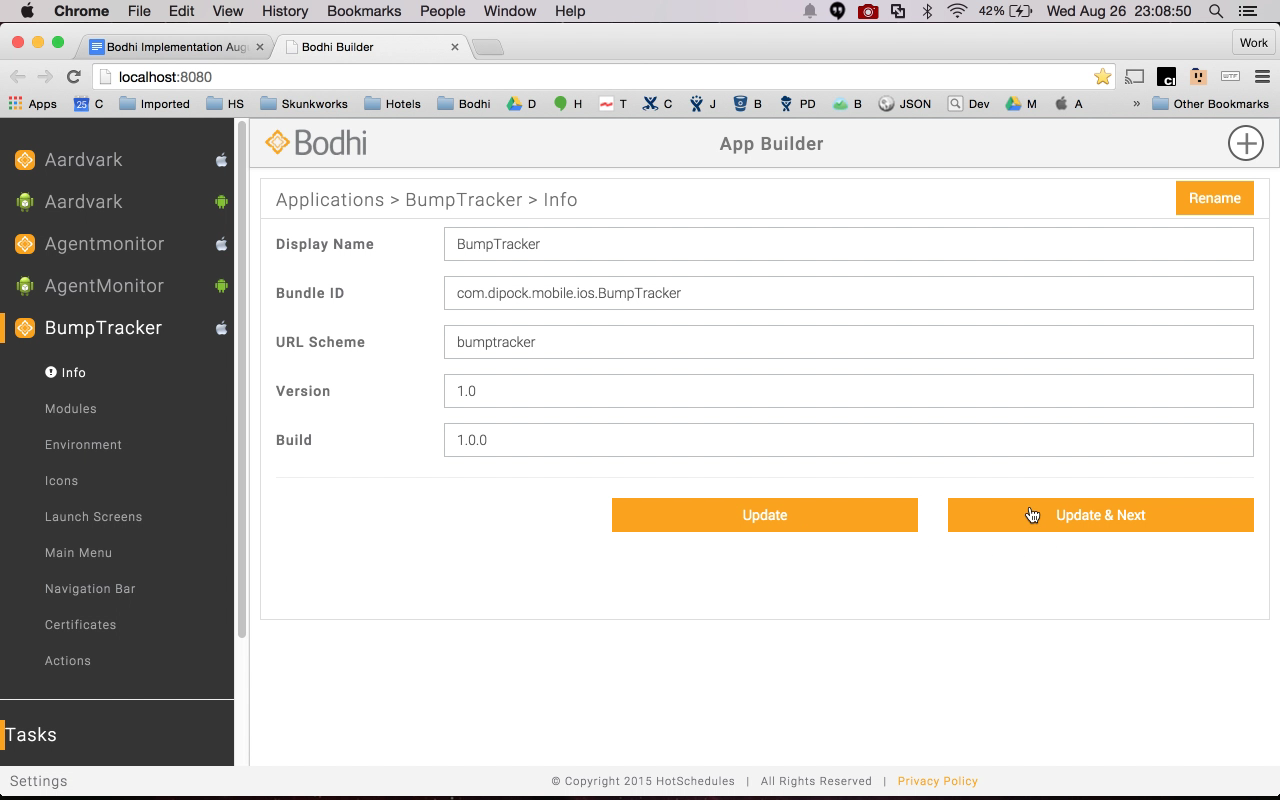 Chrome File Edit View History Bookmarks People Window Help 42% Wed Aug 26 23:08:50
Bodhi Implementation Aug Bodhi Builder Work
localhost:8080
Apps 25 C Imported HS Skunkworks Hotels Bodhi D H T C J B PD B JSON Dev M A » Other Bookmarks
Bodhi App Builder
Aardvark
Aardvark
Agentmonitor
AgentMonitor
BumpTracker
Info
Modules
Environment
Icons
Launch Screens
Main Menu
Navigation Bar
Certificates
Actions
Tasks
Settings
Applications > BumpTracker > Info Rename
Display Name BumpTracker
Bundle ID com.dipock.mobile.ios.BumpTracker
URL Scheme bumptracker
Version 1.0
Build 1.0.0
Update Update & Next
© Copyright 2015 HotSchedules | All Rights Reserved | Privacy Policy